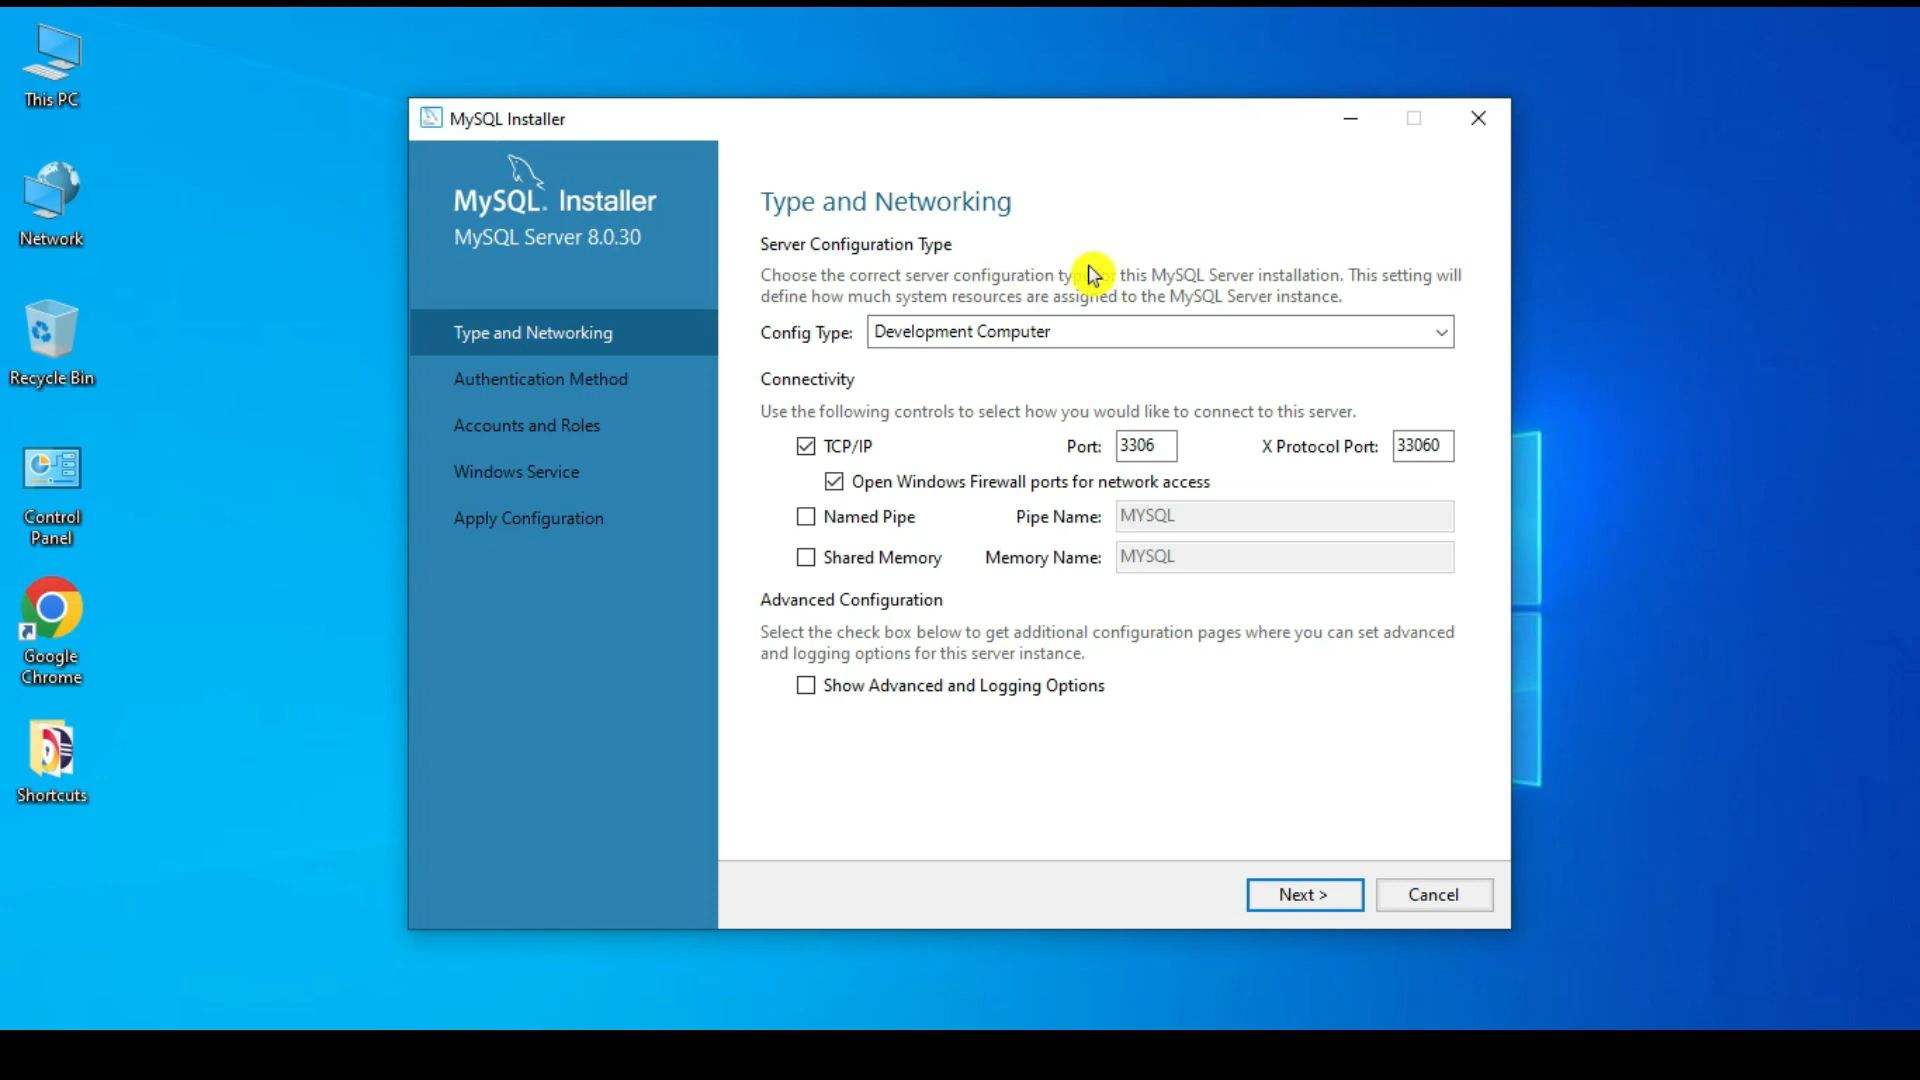 This PC
Network
Recycle Bin
Control
Panel
Google
Chrome
Shortcuts
MySQL Installer
MySQL. Installer
MySQL Server 8.0.30
Type and Networking
Authentication Method
Accounts and Roles
Windows Service
Apply Configuration
Type and Networking
Server Configuration Type
Choose the correct server configuration this MySQL Server installation. This setting will
define how much system resources are assigned to the MySQL Server instance.
Config Type: Development Computer
Connectivity
Use the following controls to select how you would like to connect to this server.
TCP/IP Port: 3306 X Protocol Port: 33060
Open Windows Firewall ports for network access
Named Pipe Pipe Name: MYSQL
Shared Memory Memory Name: MYSQL
Advanced Configuration
Select the check box below to get additional configuration pages where you can set advanced
and logging options for this server instance.
Show Advanced and Logging Options
Next >
Cancel